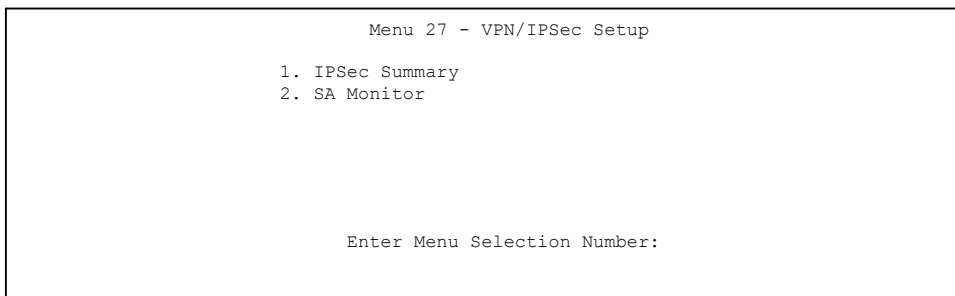 Menu 27 - VPN/IPSec Setup
1. IPSec Summary
2. SA Monitor
Enter Menu Selection Number: